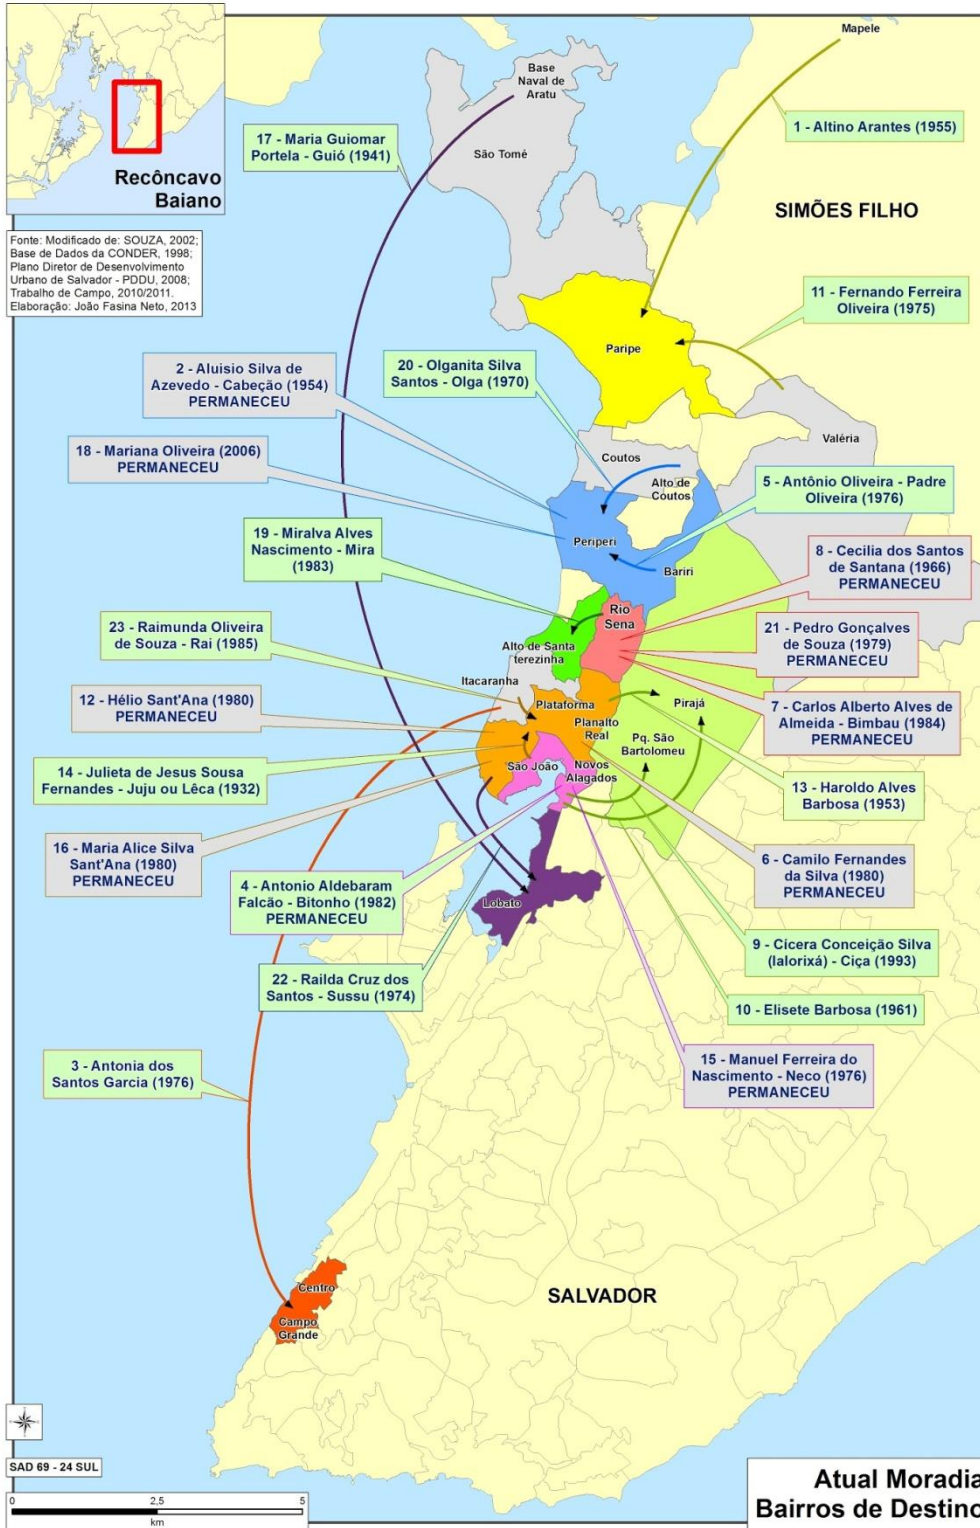 Mapele
Base
Naval de
Aratu
1 - Altino Arantes (1955)
17 - Maria Guiomar
Portela - Guió (1941)
São Tomé
Recôncavo
Baiano
SIMÕES FILHO
Fonte: Modificado de: SOUZA, 2002;
Base de Dados da CONDER, 1998;
Plano Diretor de Desenvolvimento
Urbano de Salvador - PDDU, 2008;
Trabalho de Campo, 2010/2011.
Elaboração: João Fasina Neto, 2013
11 - Fernando Ferreira
Oliveira (1975)
Paripe
2 - Aluisio Silva de
Azevedo - Cabeção (1954)
PERMANECEU
20 - Olganita Silva
Santos - Olga (1970)
Valéria
18 - Mariana Oliveira (2006)
PERMANECEU
Coutos
Alto de
Coutos
5 - Antônio Oliveira - Padre
Oliveira (1976)
19 - Miralva Alves
Nascimento - Mira
(1983)
Periperi
Bariri
8 - Cecilia dos Santos
de Santana (1966)
PERMANECEU
Rio
Sena
23 - Raimunda Oliveira
de Souza - Rai (1985)
Alto de Santa
terezinha
21 - Pedro Gonçalves
de Souza (1979)
PERMANECEU
Itacaranha
12 - Hélio Sant'Ana (1980)
PERMANECEU
Plataforma
Planalto
Real
Pirajá
7 - Carlos Alberto Alves de
Almeida - Bimbau (1984)
PERMANECEU
Pq. São
Bartolomeu
14 - Julieta de Jesus Sousa
Fernandes - Juju ou Lêca (1932)
São João
Novos
Alagados
13 - Haroldo Alves
Barbosa (1953)
16 - Maria Alice Silva
Sant'Ana (1980)
PERMANECEU
6 - Camilo Fernandes
da Silva (1980)
PERMANECEU
4 - Antonio Aldebaram
Falcão - Bitonho (1982)
PERMANECEU
Lobato
9 - Cícera Conceição Silva
(Ialorixá) - Ciça (1993)
22 - Railda Cruz dos
Santos - Sussu (1974)
10 - Elisete Barbosa (1961)
3 - Antonia dos
Santos Garcia (1976)
15 - Manuel Ferreira do
Nascimento - Neco (1976)
PERMANECEU
Centro
Campo
Grande
SALVADOR
SAD 69 - 24 SUL
0 2,5 5
km
Atual Moradia
Bairros de Destino